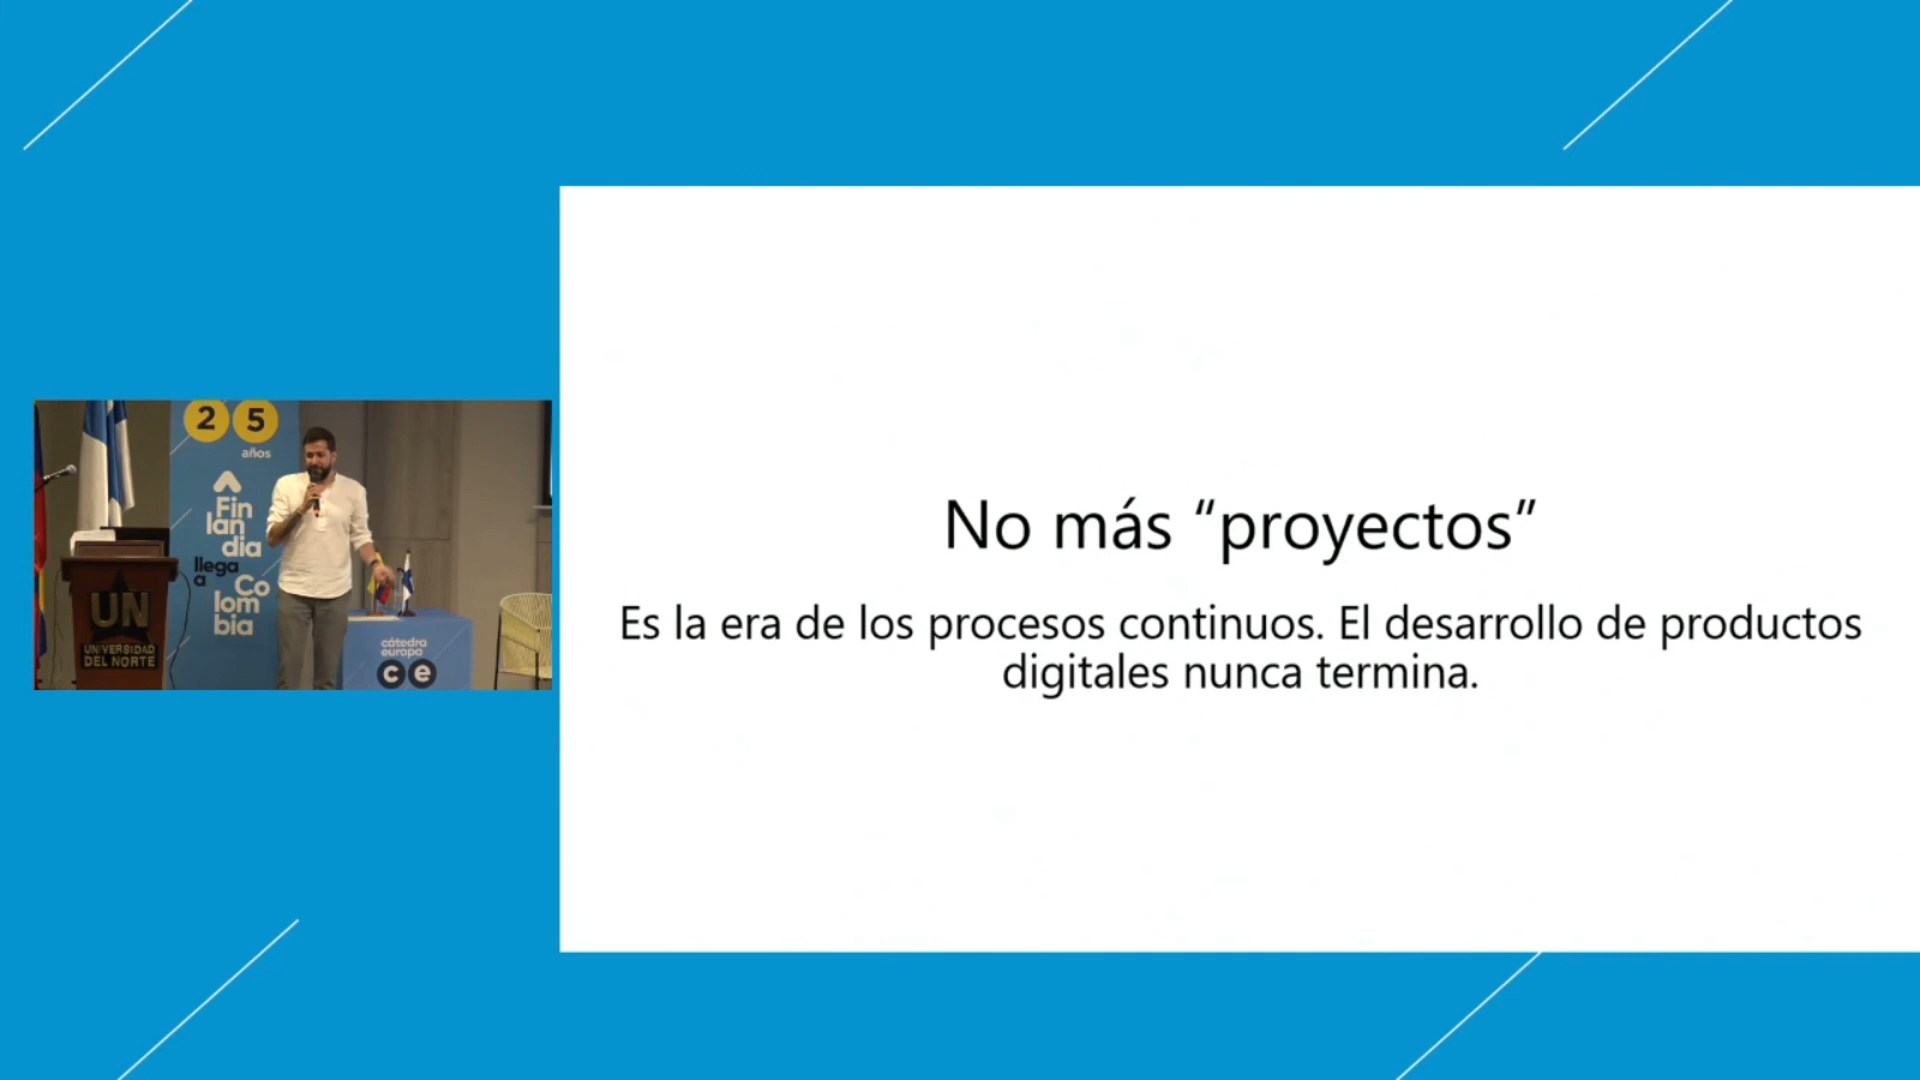 2 5
años
Fin
lan
dia
llega
a
Co
lom
bia
UN
UNIVERSIDAD
DEL NORTE
cátedra
europa
ce
No más “proyectos”
Es la era de los procesos continuos. El desarrollo de productos
digitales nunca termina.